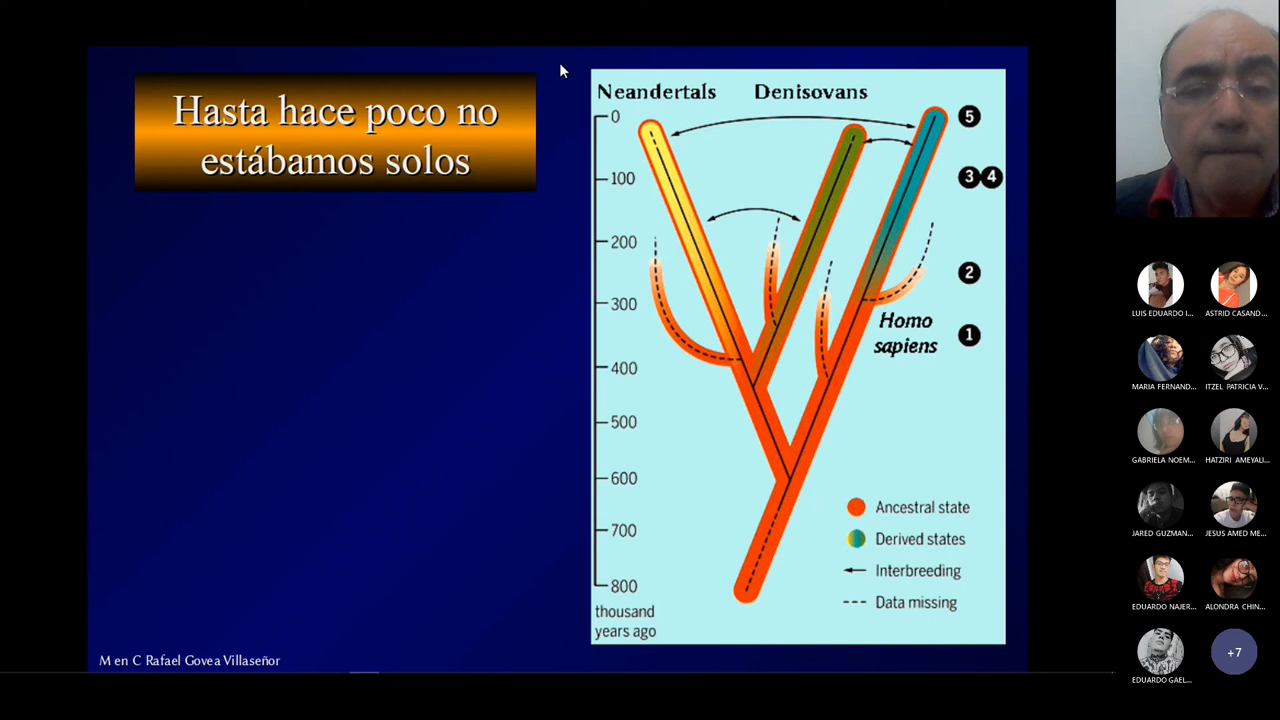 Hasta hace poco no
estábamos solos
Neandertals Denisovans
0
100
200
300
400
500
600
700
800
thousand
years ago
5
3 4
2
1
Homo
sapiens
Ancestral state
Derived states
Interbreeding
Data missing
M en C Rafael Govea Villaseñor
LUIS EDUARDO I...
ASTRID CASAND...
MARIA FERNAND...
ITZEL PATRICIA V...
GABRIELA NOEM...
HATZIRI AMEYALI...
JARED GUZMAN...
JESUS AMED ME...
EDUARDO NAJER...
ALONDRA CHIN...
EDUARDO GAEL...
+7